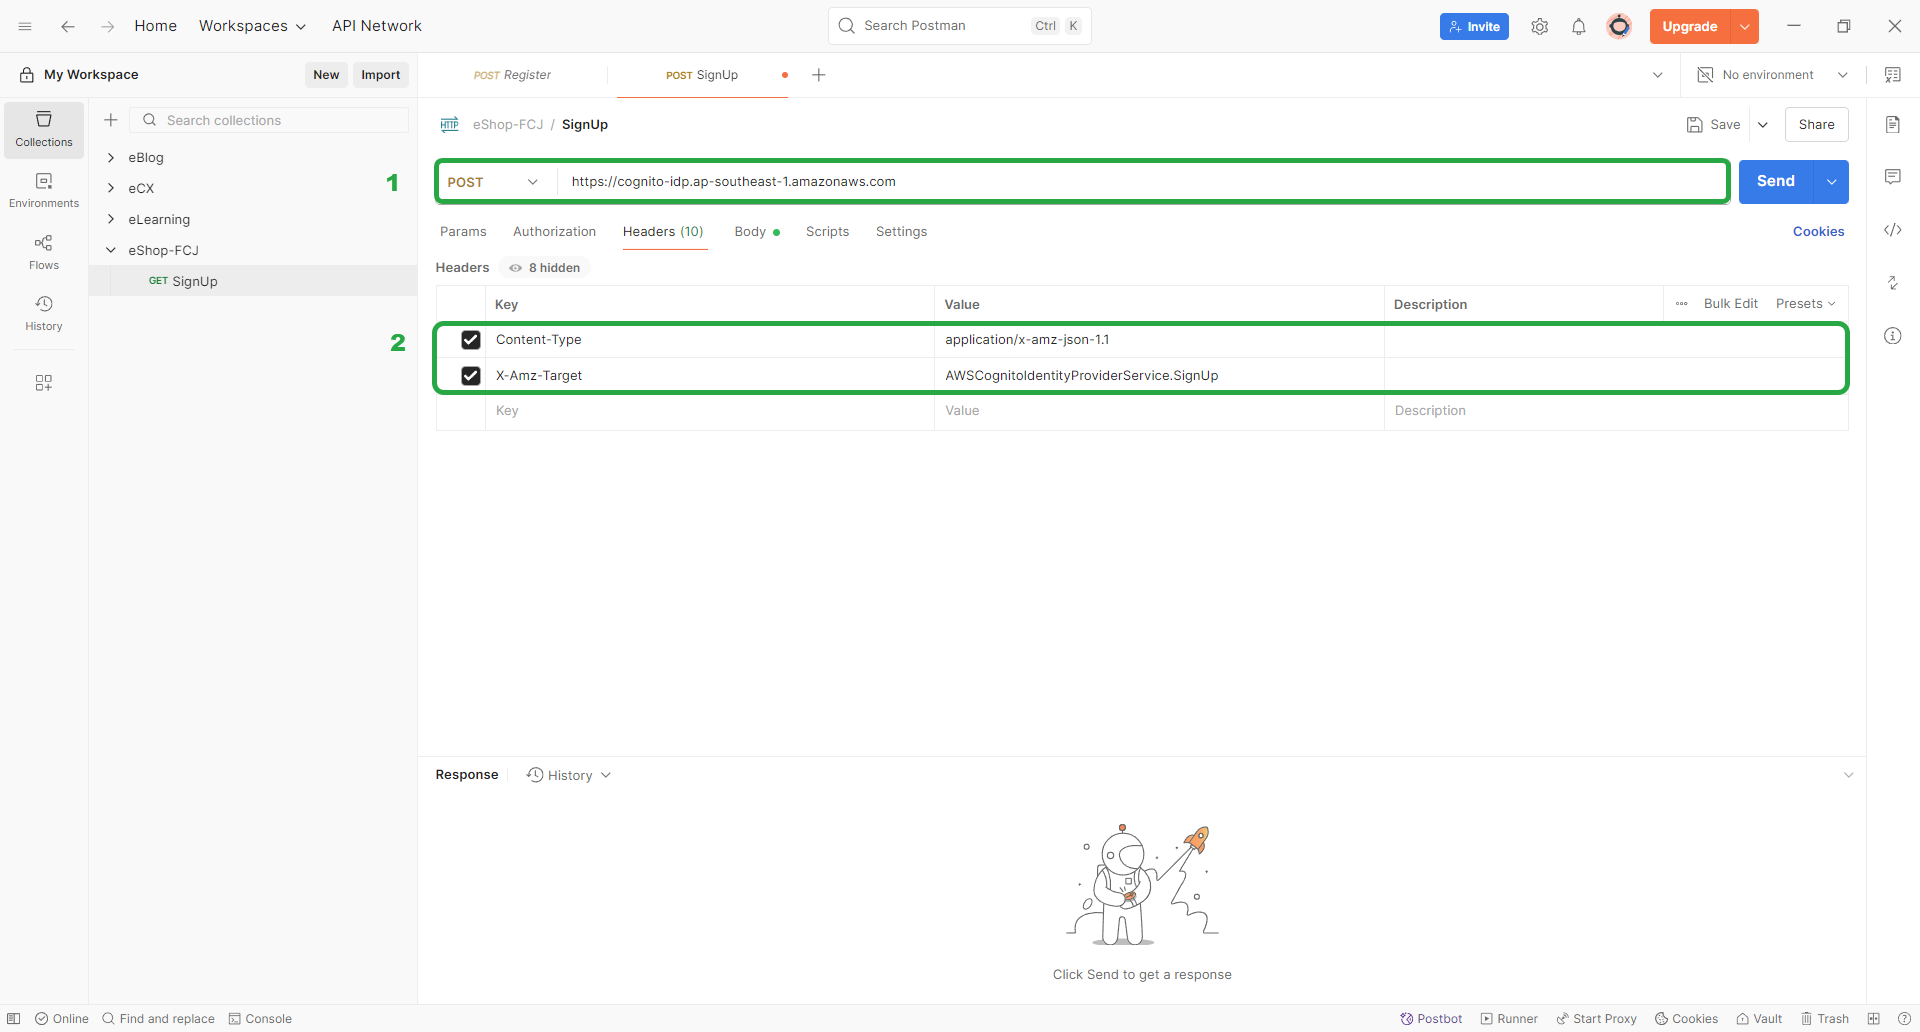 Home Workspaces API Network Search Postman Ctrl K Invite Upgrade
My Workspace New Import POST Register POST SignUp No environment
Collections
Search collections
eShop-FCJ / SignUp Save Share
eBlog
eCX
eLearning
eShop-FCJ
GET SignUp
Environments
Flows
History
1 POST https://cognito-idp.ap-southeast-1.amazonaws.com Send
Params Authorization Headers (10) Body Scripts Settings Cookies
Headers 8 hidden
Key Value Description Bulk Edit Presets
2 Content-Type application/x-amz-json-1.1
X-Amz-Target AWSCognitoIdentityProviderService.SignUp
Key Value Description
Response History
Click Send to get a response
Online Find and replace Console Postbot Runner Start Proxy Cookies Vault Trash